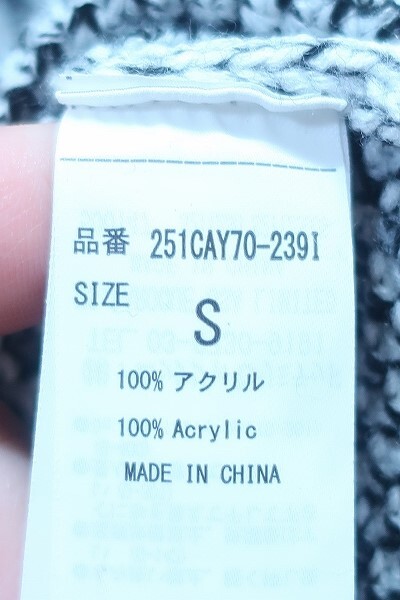 品番 251CAY70-239I
SIZE
S
100% アクリル
100% Acrylic
MADE IN CHINA